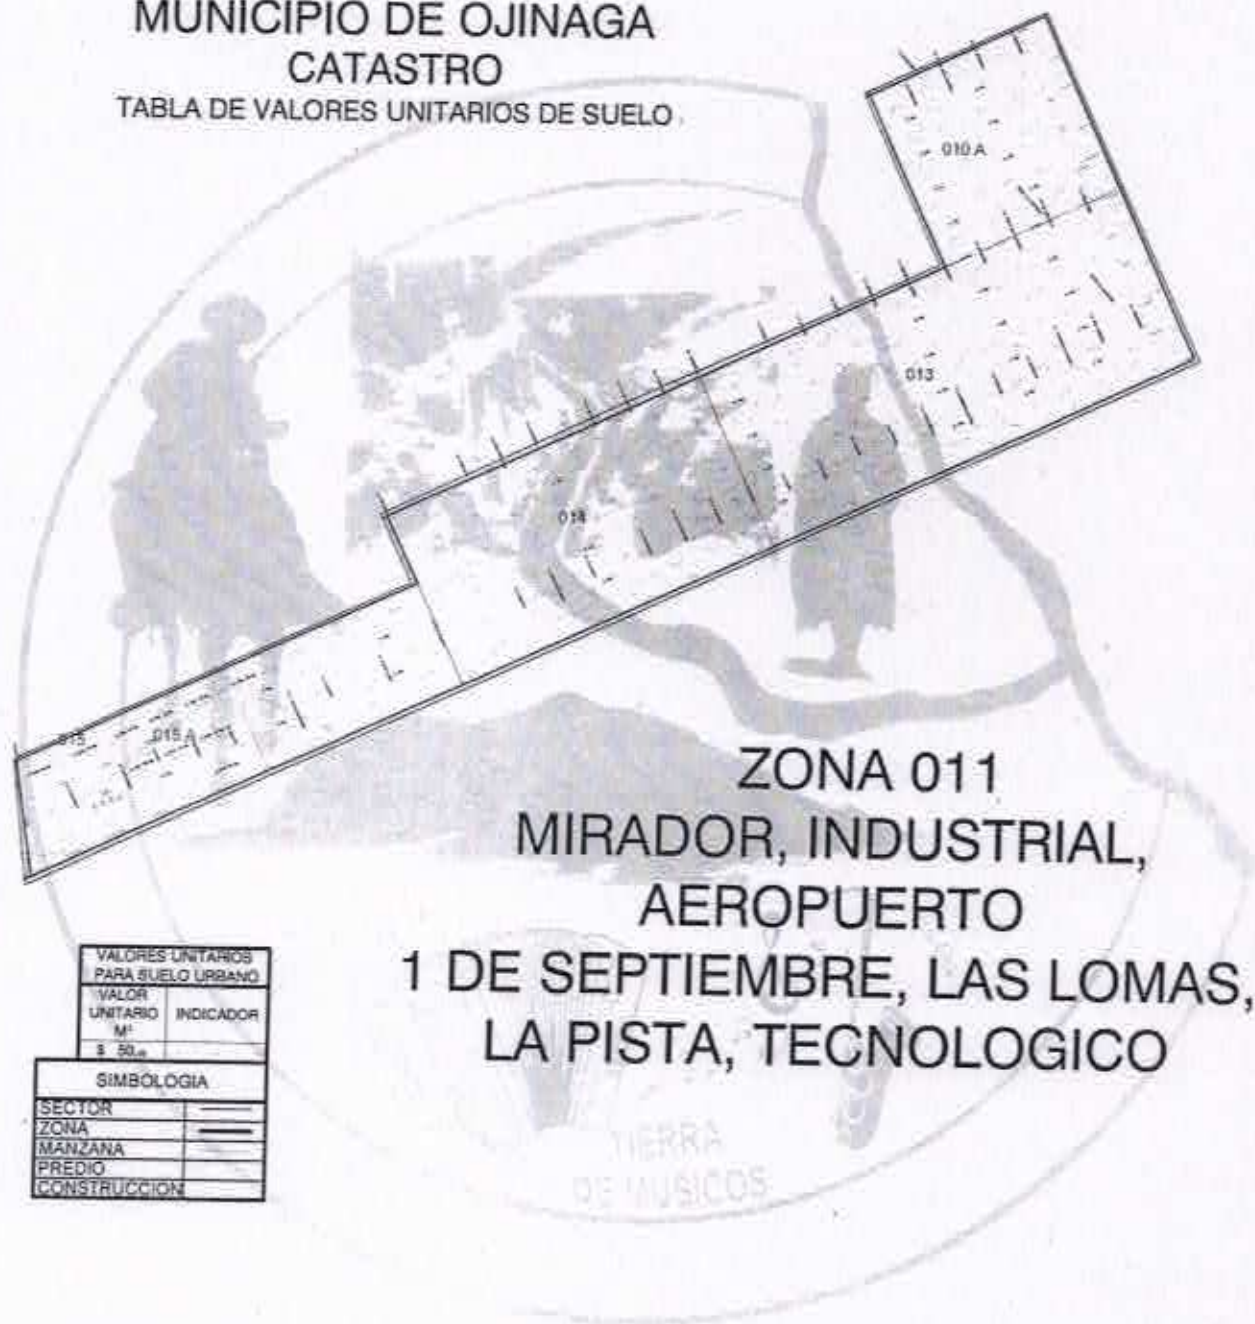 MUNICIPIO DE OJINAGA
CATASTRO
TABLA DE VALORES UNITARIOS DE SUELO
010 A
013
014
015
015 A
ZONA 011
MIRADOR, INDUSTRIAL,
AEROPUERTO
1 DE SEPTIEMBRE, LAS LOMAS,
LA PISTA, TECNOLOGICO
VALORES UNITARIOS
PARA SUELO URBANO
VALOR
UNITARIO
M²
INDICADOR
$ 50.00
SIMBOLOGIA
SECTOR
ZONA
MANZANA
PREDIO
CONSTRUCCION
TIERRA
DE MUSICOS